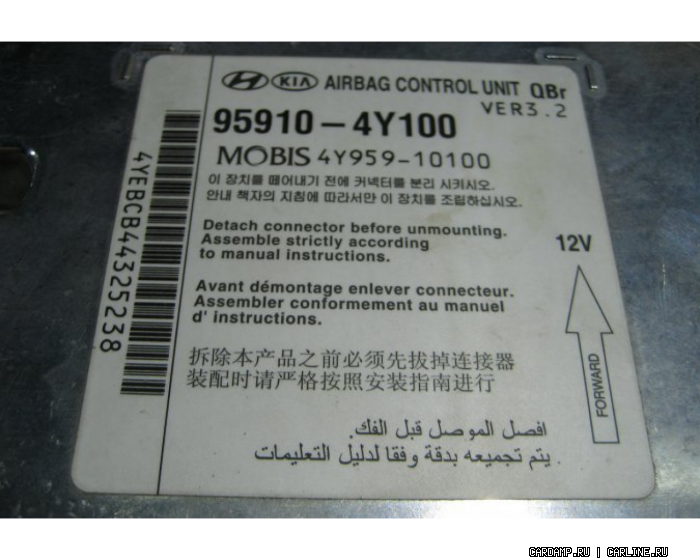 HYUNDAI KIA AIRBAG CONTROL UNIT QBr
VER3.2
95910-4Y100
MOBIS 4Y959-10100
이 장치를 떼어내기 전에 커넥터를 분리 시키시오.
안내 책자의 지침에 따라서만 이 장치를 조립하십시오.
Detach connector before unmounting.
Assemble strictly according
to manual instructions.
12V
Avant démontage enlever connecteur.
Assembler conformement au manuel
d' instructions.
拆除本产品之前必须先拔掉连接器
装配时请严格按照安装指南进行
افصل الموصل قبل الفك.
يتم تجميعه بدقة وفقا لدليل التعليمات
FORWARD
4YEBCB44325238
CARDAMP.RU | CARLINE.RU